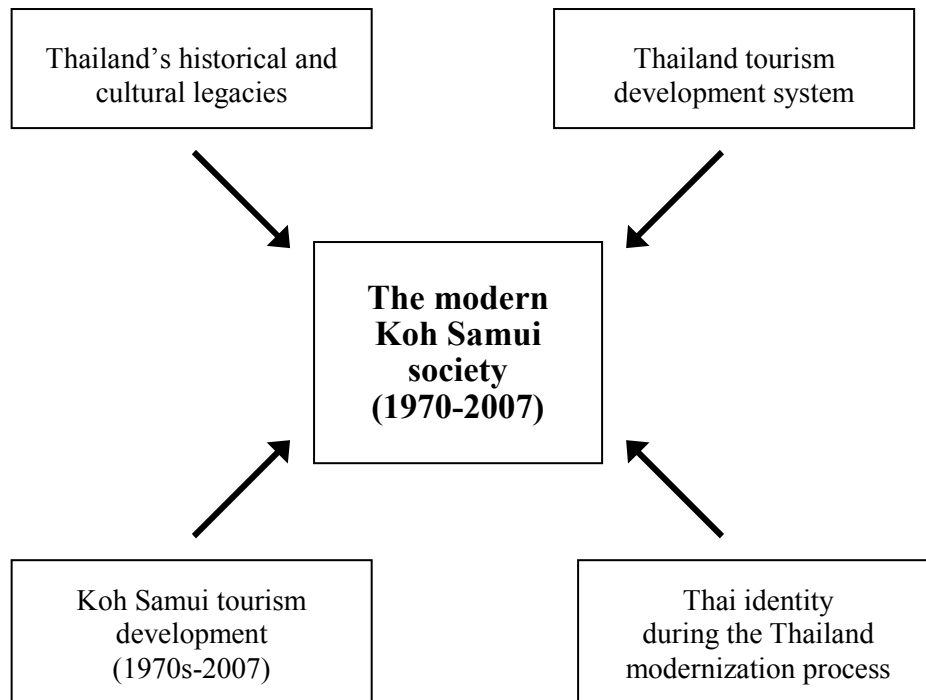 Thailand’s historical and
cultural legacies
Thailand tourism
development system
The modern
Koh Samui
society
(1970-2007)
Koh Samui tourism
development
(1970s-2007)
Thai identity
during the Thailand
modernization process